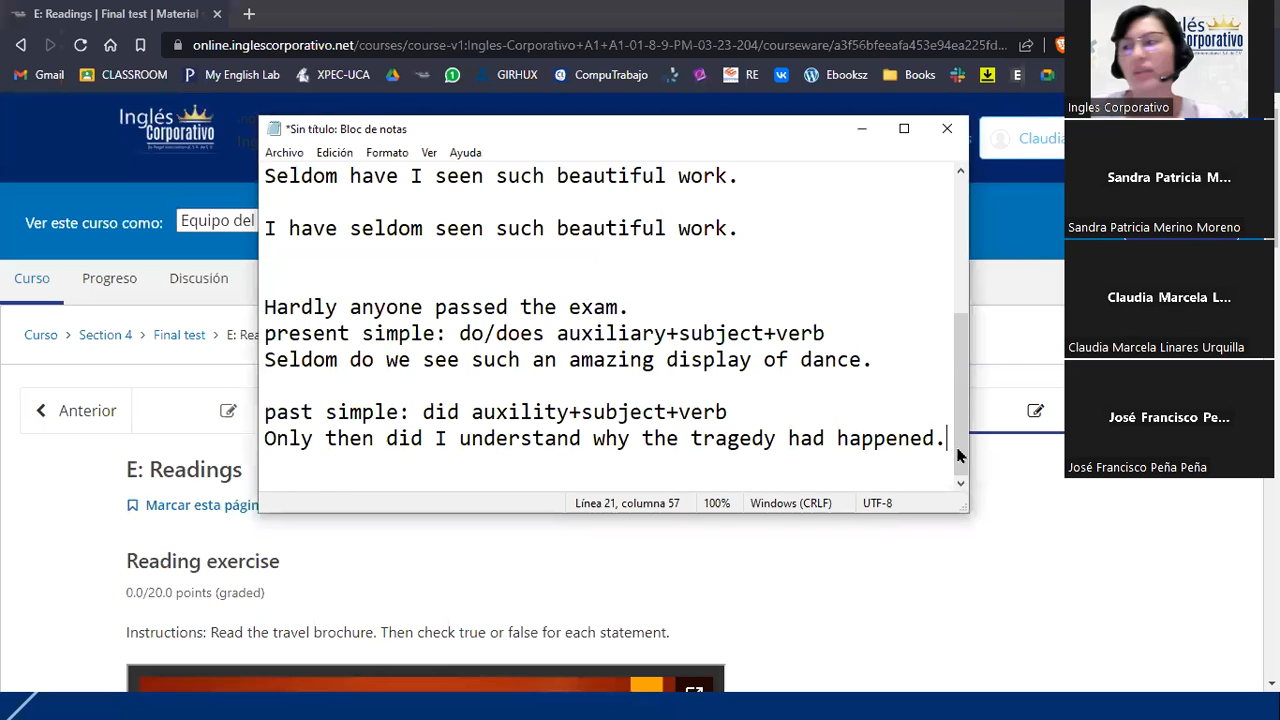 E: Readings | Final test | Material
online.inglescorporativo.net/courses/course-v1:Ingles-Corporativo+A1+A1-01-8-9-PM-03-23-204/courseware/a3f56bfeeafa453e94ea225fd...
Gmail CLASSROOM My English Lab XPEC-UCA GIRHUX CompuTrabajo RE WordPress Ebooksz Books
Inglés
Corporativo
Claudia
Ver este curso como: Equipo del
Curso Progreso Discusión
Curso Section 4 Final test E: Rea
Anterior
E: Readings
Marcar esta págin
Reading exercise
0.0/20.0 points (graded)
Instructions: Read the travel brochure. Then check true or false for each statement.
*Sin título: Bloc de notas
Archivo Edición Formato Ver Ayuda
Seldom have I seen such beautiful work.
I have seldom seen such beautiful work.
Hardly anyone passed the exam.
present simple: do/does auxiliary+subject+verb
Seldom do we see such an amazing display of dance.
past simple: did auxility+subject+verb
Only then did I understand why the tragedy had happened.
Línea 21, columna 57 100% Windows (CRLF) UTF-8
Ingles Corporativo
Sandra Patricia M...
Sandra Patricia Merino Moreno
Claudia Marcela L...
Claudia Marcela Linares Urquilla
José Francisco Pe...
José Francisco Peña Peña